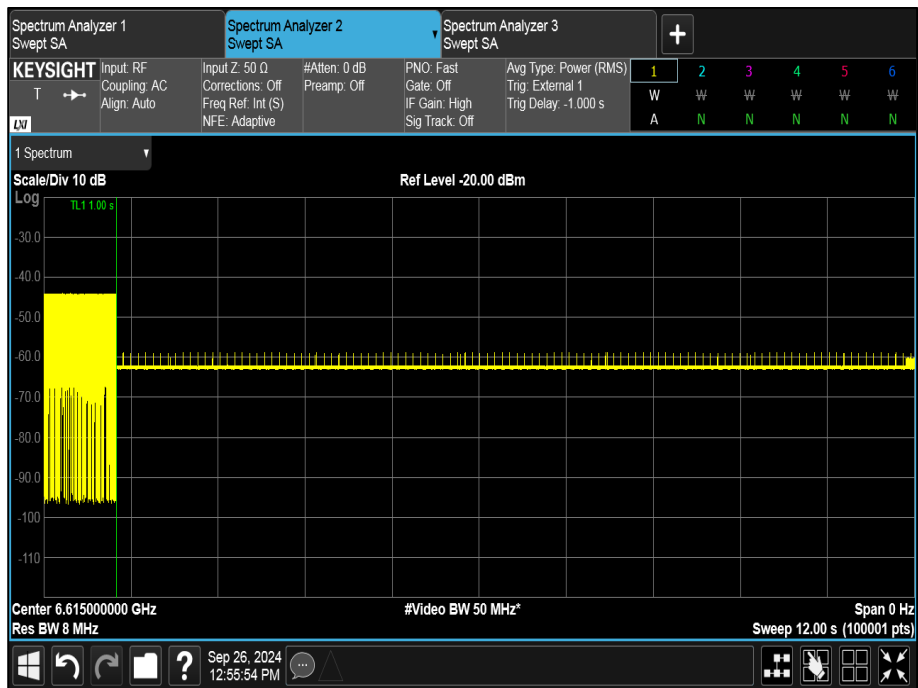 Spectrum Analyzer 1
Swept SA
Spectrum Analyzer 2
Swept SA
Spectrum Analyzer 3
Swept SA
+
KEYSIGHT
T
LXI
Input: RF
Coupling: AC
Align: Auto
Input Z: 50 Ω
Corrections: Off
Freq Ref: Int (S)
NFE: Adaptive
#Atten: 0 dB
Preamp: Off
PNO: Fast
Gate: Off
IF Gain: High
Sig Track: Off
Avg Type: Power (RMS)
Trig: External 1
Trig Delay: -1.000 s
1 2 3 4 5 6
W W W W W W
A N N N N N
1 Spectrum
Scale/Div 10 dB
Ref Level -20.00 dBm
Log
TL1 1.00 s
-30.0
-40.0
-50.0
-60.0
-70.0
-80.0
-90.0
-100
-110
Center 6.615000000 GHz
#Video BW 50 MHz*
Span 0 Hz
Res BW 8 MHz
Sweep 12.00 s (100001 pts)
?
Sep 26, 2024
12:55:54 PM